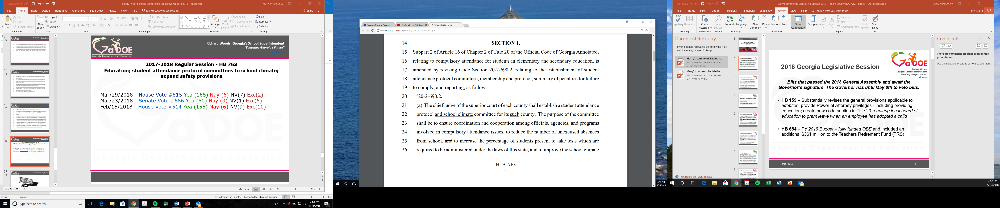 AutoSave Off
Safety in our Schools Conference Legislative Update 2018 [Autosaved]
Garry McGiboney
File Home Insert Design Transitions Animations Slide Show Review View Help Tell me what you want to do Share
Cut
Copy
Format Painter
Paste
New Slide
Layout
Reset
Section
18
Text Direction
Align Text
Convert to SmartArt
Arrange
Quick Styles
Shape Fill
Shape Outline
Shape Effects
Find
Replace
Select
Clipboard Slides Font Paragraph Drawing Editing
23
24
25
26
27
GaDOE
Georgia Department of Education
Richard Woods, Georgia's School Superintendent
"Educating Georgia's Future"
gadoe.org
2017-2018 Regular Session - HB 763
Education; student attendance protocol committees to school climate;
expand safety provisions
Mar/29/2018 - House Vote #815 Yea (165) Nay (6) NV(7) Exc(2)
Mar/23/2018 - Senate Vote #686 Yea (50) Nay (0) NV(1) Exc(5)
Feb/15/2018 - House Vote #514 Yea (155) Nay (6) NV(9) Exc(10)
Georgia Department of Education
Slide 26 of 29
Notes
95%
Items: 9 Unread: 4
All folders are up to date. Connected to: Microsoft Exchange
100%
Type here to search
3:52 PM
4/16/2018
24
Georgia General Assemb
HB 763 2017-2018 Regu
C:\pdf\178927.wpd
www.legis.ga.gov/Legislation/20172018/178927.pdf
14 SECTION 1.
15 Subpart 2 of Article 16 of Chapter 2 of Title 20 of the Official Code of Georgia Annotated,
16 relating to compulsory attendance for students in elementary and secondary education, is
17 amended by revising Code Section 20-2-690.2, relating to the establishment of student
18 attendance protocol committees, membership and protocol, summary of penalties for failure
19 to comply, and reporting, as follows:
20 "20-2-690.2.
21 (a) The chief judge of the superior court of each county shall establish a student attendance
22 protocol and school climate committee for its such county. The purpose of the committee
23 shall be to ensure coordination and cooperation among officials, agencies, and programs
24 involved in compulsory attendance issues, to reduce the number of unexcused absences
25 from school, and to increase the percentage of students present to take tests which are
26 required to be administered under the laws of this state, and to improve the school climate
H. B. 763
- 1 -
3:52 PM
4/16/2018
AutoSave Off
Garry's comments Legislative Update 2018 - Fannin County BOE 4.12.18.pptx - AutoRecovered
Garry McGiboney
File Home Insert Design Transitions Animations Slide Show Review View Help Tell me what you want to do Share
Spelling Thesaurus
Check Accessibility
Smart Lookup
Translate Language
New Comment
Delete Previous Next
Show Comments
Compare Accept Reject
Previous
Next
Reviewing Pane
End Review
Start Inking
Proofing Accessibility Insights Language Comments Compare Ink
Document Recovery
PowerPoint has recovered the following files.
Save the ones you wish to keep.
Garry's comments Legislati...
Version created from the last Aut...
4/16/2018 7:15 AM
Garry's comments Legislative...
Version created last time the user...
4/11/2018 12:57 PM
Which file do I want to save?
1
2
3
4
5
6
7
8
GaDOE
Richard Woods,
Georgia's School Superintendent
"Educating Georgia's Future"
gadoe.org
2018 Georgia Legislative Session
Bills that passed the 2018 General Assembly and await the
Governor's signature. The Governor has until May 8th to veto bills.
• HB 159 – Substantially revises the general provisions applicable to
adoption; provide Power of Attorney privileges - including providing
education; create new code section in Title 20 requiring local board of
education to grant leave when an employee has adopted a child
• HB 684 – FY 2019 Budget – fully funded QBE and included an
additional $361 million to the Teachers Retirement Fund (TRS)
Georgia Department of Education
4/16/2018 2
Comments
New
There are comments on other slides in this
presentation.
Use the Next and Previous buttons to see them.
3:52 PM
4/16/2018